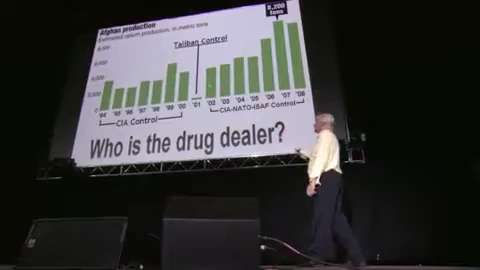 Afghan production
Estimated opium production, in metric tons
8,200
tons
Taliban Control
'94 '95 '96 '97 '98 '99 '00 '01 '02 '03 '04 '05 '06 '07 '08
CIA Control
CIA-NATO-ISAF Control
Who is the drug dealer?